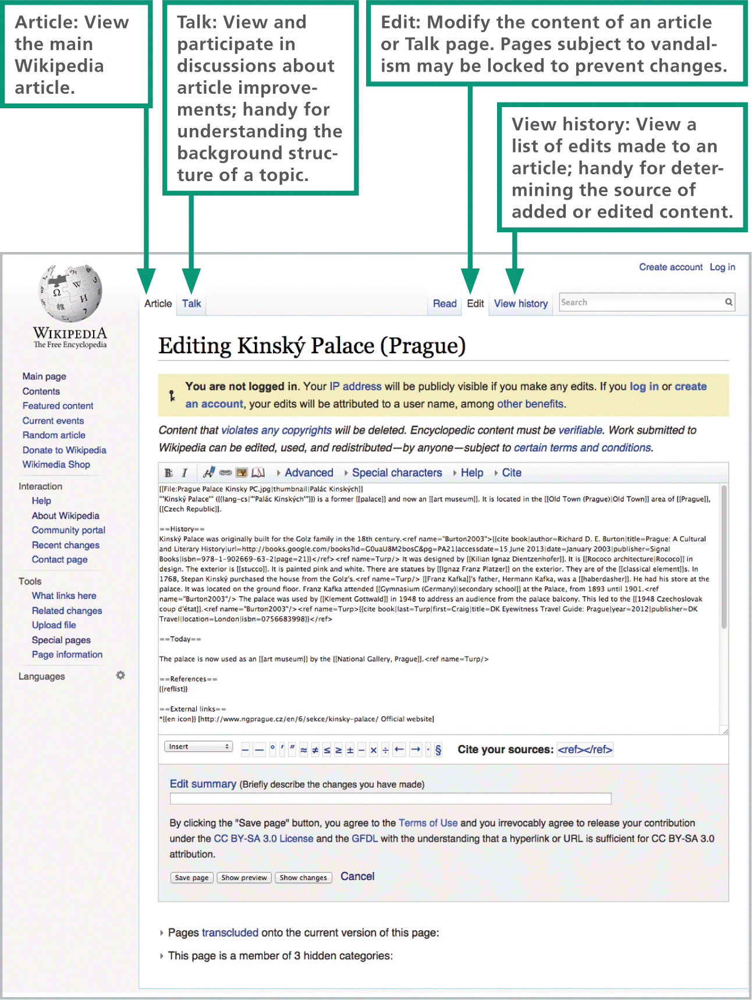 Article: View
the main
Wikipedia
article.
Talk: View and
participate in
discussions about
article improve-
ments; handy for
understanding the
background struc-
ture of a topic.
Edit: Modify the content of an article
or Talk page. Pages subject to vandal-
ism may be locked to prevent changes.
View history: View a
list of edits made to an
article; handy for deter-
mining the source of
added or edited content.
Create account Log in
Article Talk Read Edit View history Search
WIKIPEDIA
The Free Encyclopedia
Main page
Contents
Featured content
Current events
Random article
Donate to Wikipedia
Wikimedia Shop
Interaction
Help
About Wikipedia
Community portal
Recent changes
Contact page
Tools
What links here
Related changes
Upload file
Special pages
Page information
Languages
Editing Kinský Palace (Prague)
You are not logged in. Your IP address will be publicly visible if you make any edits. If you log in or create
an account, your edits will be attributed to a user name, among other benefits.
Content that violates any copyrights will be deleted. Encyclopedic content must be verifiable. Work submitted to
Wikipedia can be edited, used, and redistributed—by anyone—subject to certain terms and conditions.
B I Advanced Special characters Help Cite
[[File:Prague Palace Kinsky PC.jpg|thumbnail|Palác Kinských]]
'''Kinský Palace''' ({{lang-cs|'''Palác Kinských'''}}) is a former [[palace]] and now an [[art museum]]. It is located in the [[Old Town (Prague)|Old Town]] area of [[Prague]],
[[Czech Republic]].
==History==
Kinský Palace was originally built for the Golz family in the 18th century.<ref name="Burton2003">{{cite book|author=Richard D. E. Burton|title=Prague: A Cultural
and Literary History|url=http://books.google.com/books?id=G0uaU8M2bosC&pg=PA21|accessdate=15 June 2013|date=January 2003|publisher=Signal
Books|isbn=978-1-902669-63-2|page=21}}</ref><ref name=Turp/> It was designed by [[Kilian Ignaz Dientzenhofer]]. It is [[Rococo architecture|Rococo]] in
design. The exterior is [[stucco]]. It is painted pink and white. There are statues by [[Ignaz Franz Platzer]] on the exterior. They are of the [[classical element]]s. In
1768, Stepan Kinský purchased the house from the Golz's.<ref name=Turp/> [[Franz Kafka]]'s father, Hermann Kafka, was a [[haberdasher]]. He had his store at the
palace. It was located on the ground floor. Franz Kafka attended [[Gymnasium (Germany)|secondary school]] at the Palace, from 1893 until 1901.<ref
name="Burton2003"/> The palace was used by [[Klement Gottwald]] in 1948 to address an audience from the palace balcony. This led to the [[1948 Czechoslovak
coup d'état]].<ref name="Burton2003"/><ref name=Turp>{{cite book|last=Turp|first=Craig|title=DK Eyewitness Travel Guide: Prague|year=2012|publisher=DK
Travel|location=London|isbn=0756683998}}</ref>
==Today==
The palace is now used as an [[art museum]] by the [[National Gallery, Prague]].<ref name=Turp/>
==References==
{{reflist}}
==External links==
*{{en icon}} [http://www.ngprague.cz/en/6/sekce/kinsky-palace/ Official website]
Insert – — ° ′ ″ ≈ ≠ ≤ ≥ ± − × ÷ ← → · § Cite your sources: <ref></ref>
Edit summary (Briefly describe the changes you have made)
By clicking the "Save page" button, you agree to the Terms of Use and you irrevocably agree to release your contribution
under the CC BY-SA 3.0 License and the GFDL with the understanding that a hyperlink or URL is sufficient for CC BY-SA 3.0
attribution.
Save page Show preview Show changes Cancel
Pages transcluded onto the current version of this page:
This page is a member of 3 hidden categories: